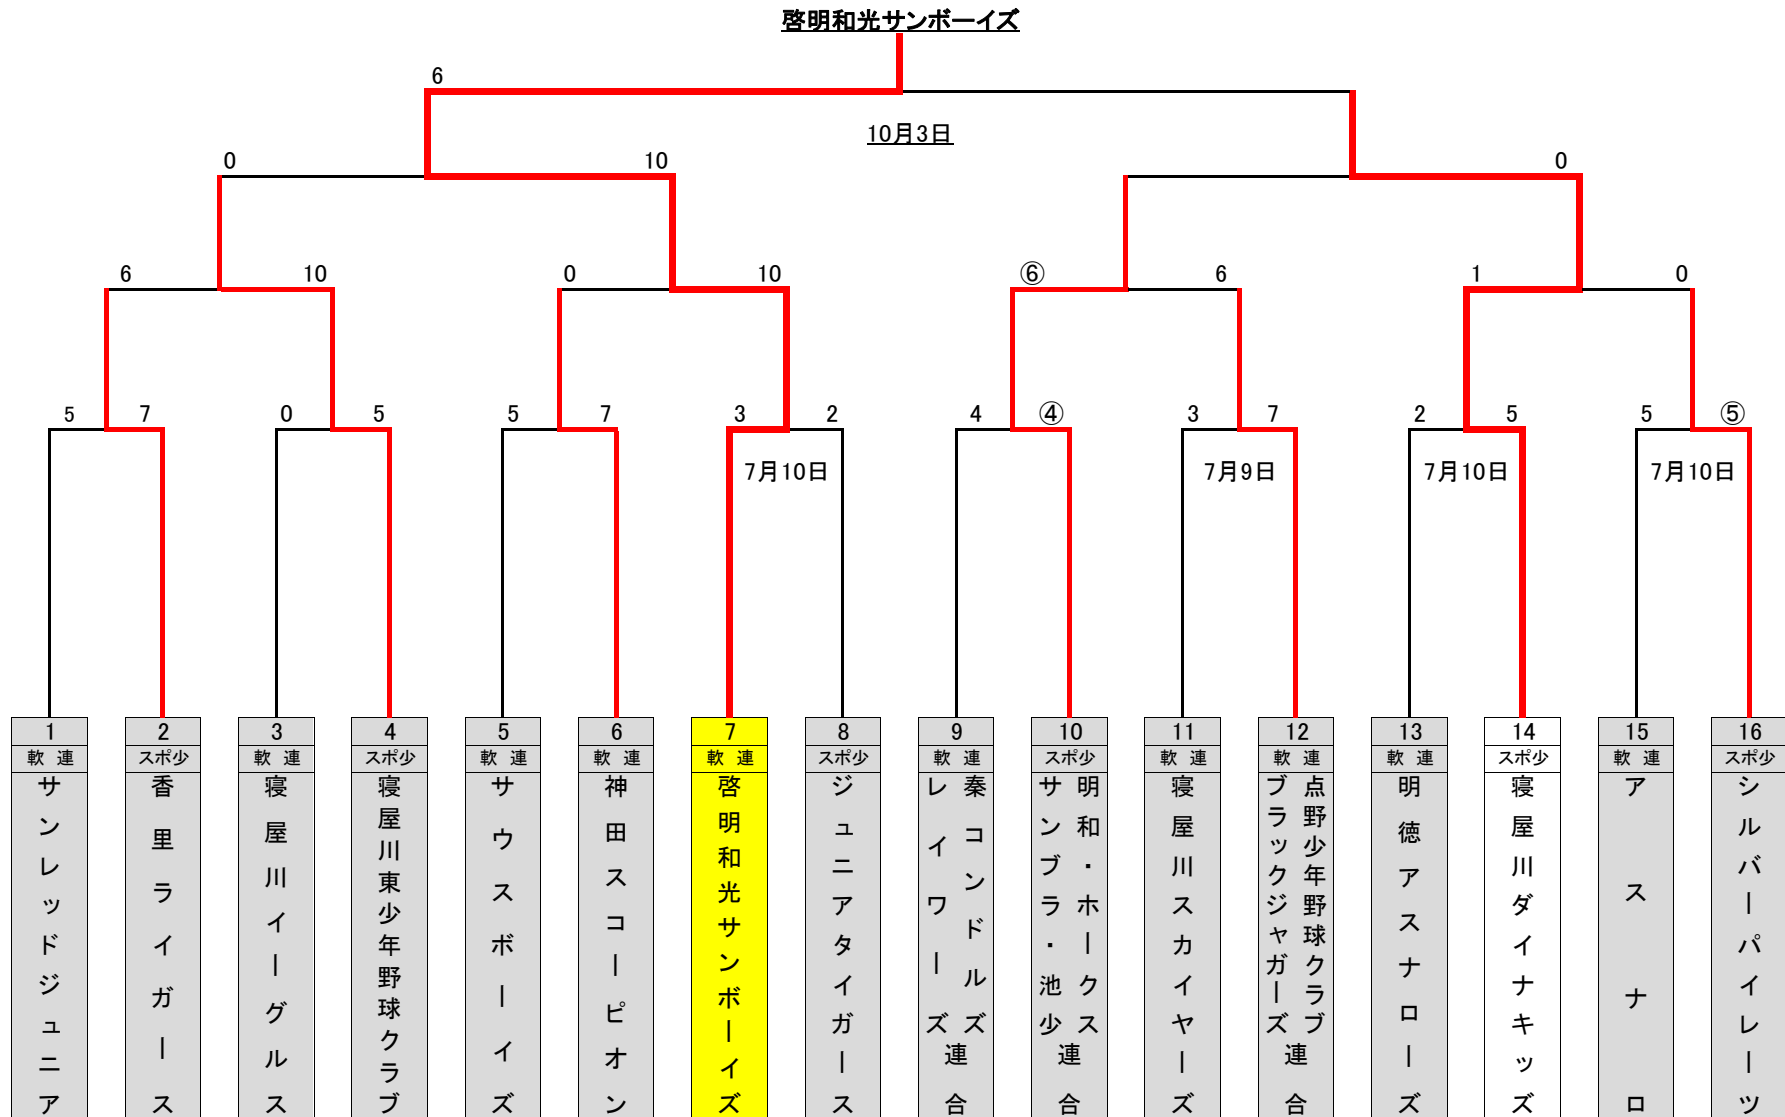 啓明和光サンボーイズ
6
10月3日
0
10
0
6
10
0
10
⑥
6
1
0
5
7
0
5
5
7
3
2
4
④
3
7
2
5
5
⑤
7月10日
7月9日
7月10日
7月10日
1
軟 連
サンレッドジュニア
2
スポ少
香里ライガース
3
軟 連
寝屋川イーグルス
4
スポ少
寝屋川東少年野球クラブ
5
軟 連
サウスボーイズ
6
軟 連
神田スコーピオン
7
軟 連
啓明和光サンボーイズ
8
スポ少
ジュニアタイガース
9
軟 連
秦コンドルズ
レイワーズ
連合
10
スポ少
明和・ホークス
サンブラ・池少
連合
11
軟 連
寝屋川スカイヤーズ
12
スポ少
点野少年野球クラブ
ブラックジャガーズ
連合
13
軟 連
明徳アスナローズ
14
スポ少
寝屋川ダイナキッズ
15
軟 連
アスナロ
16
スポ少
シルバーパイレーツ